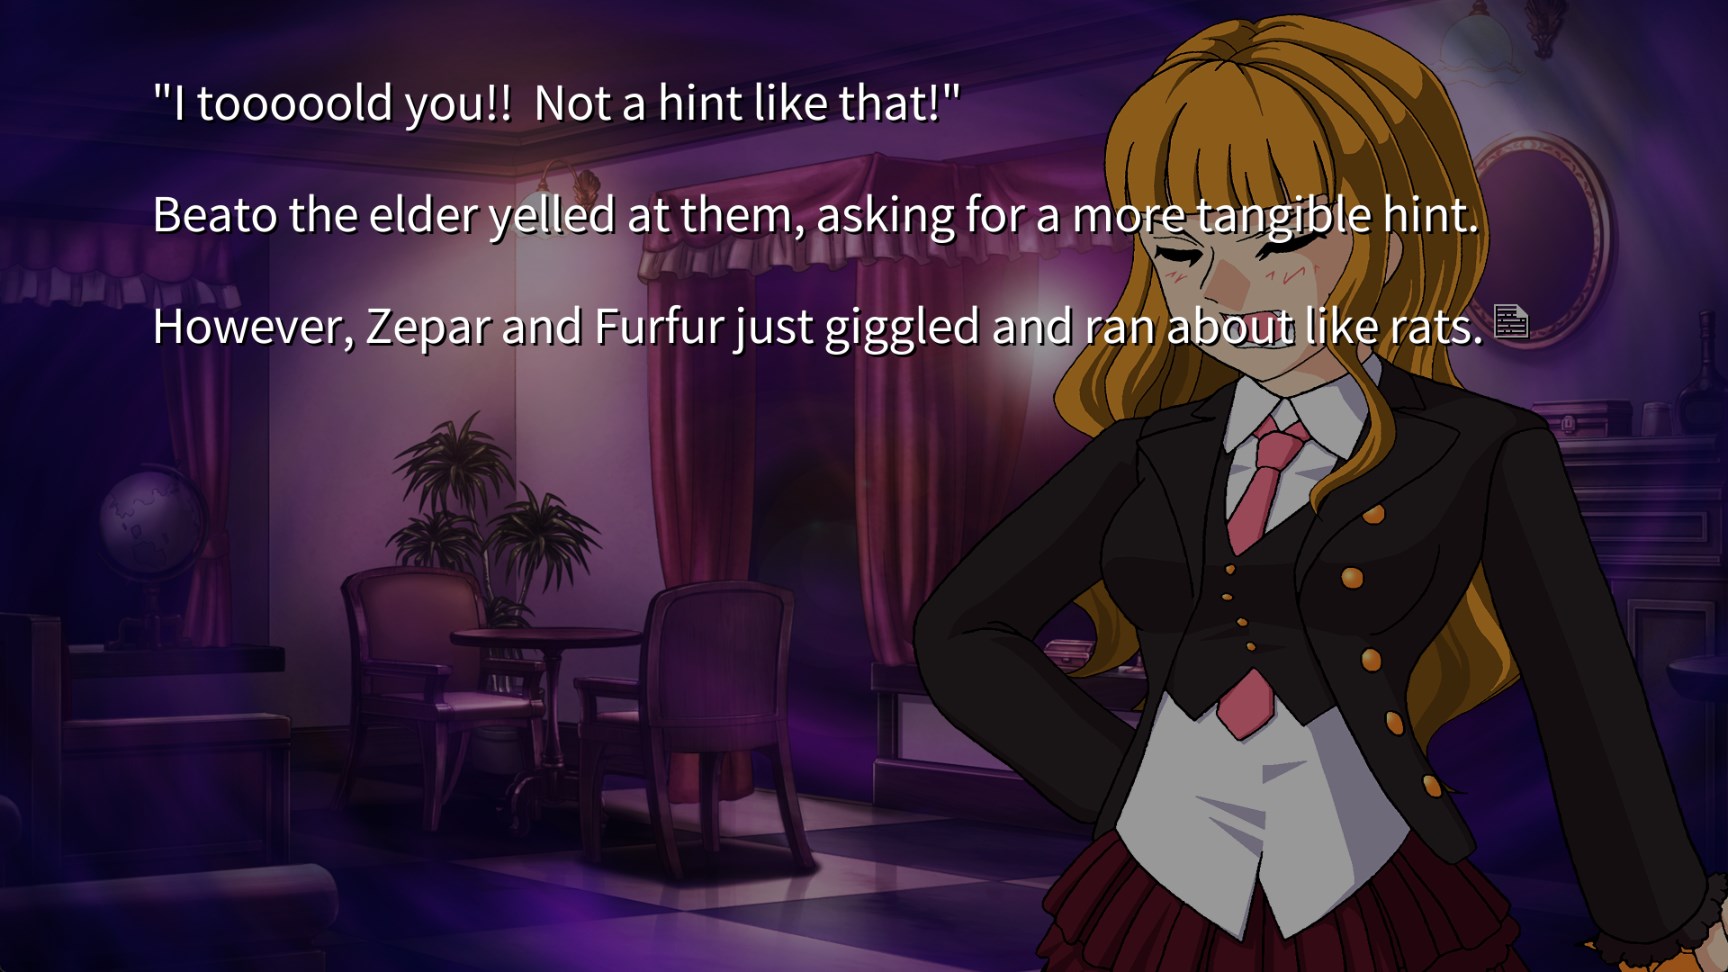 "I tooooold you!!  Not a hint like that!"
Beato the elder yelled at them, asking for a more tangible hint.
However, Zepar and Furfur just giggled and ran about like rats.